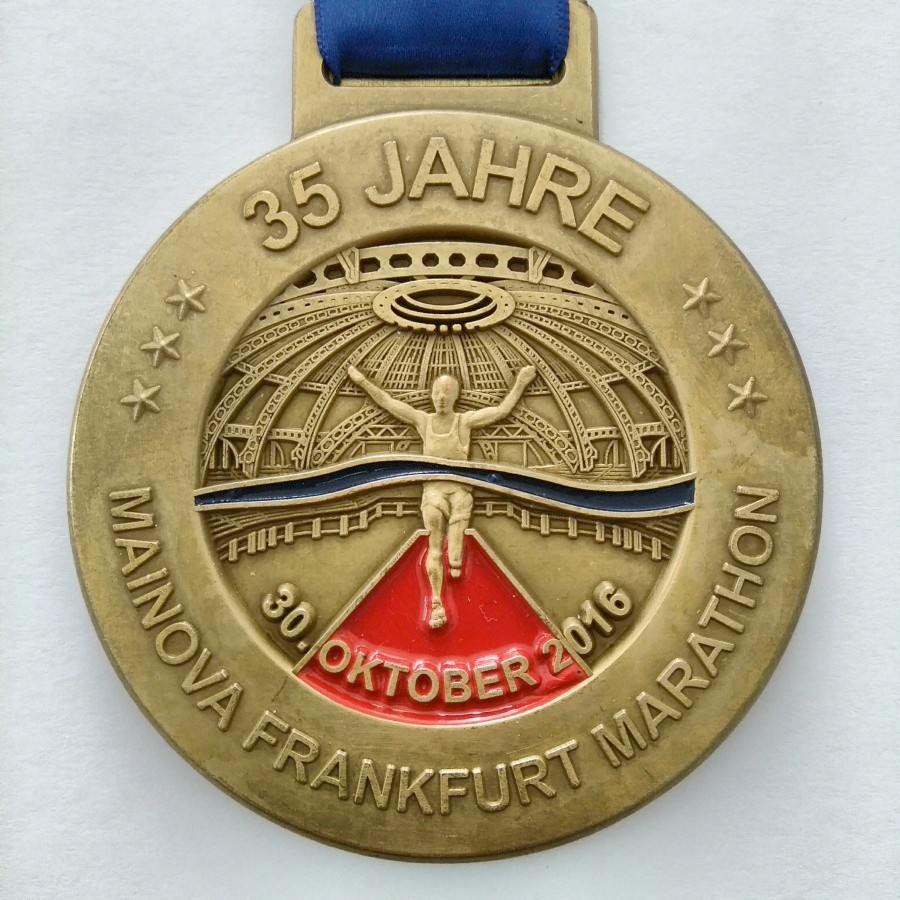 35 JAHRE
30. OKTOBER 2016
MAINOVA FRANKFURT MARATHON